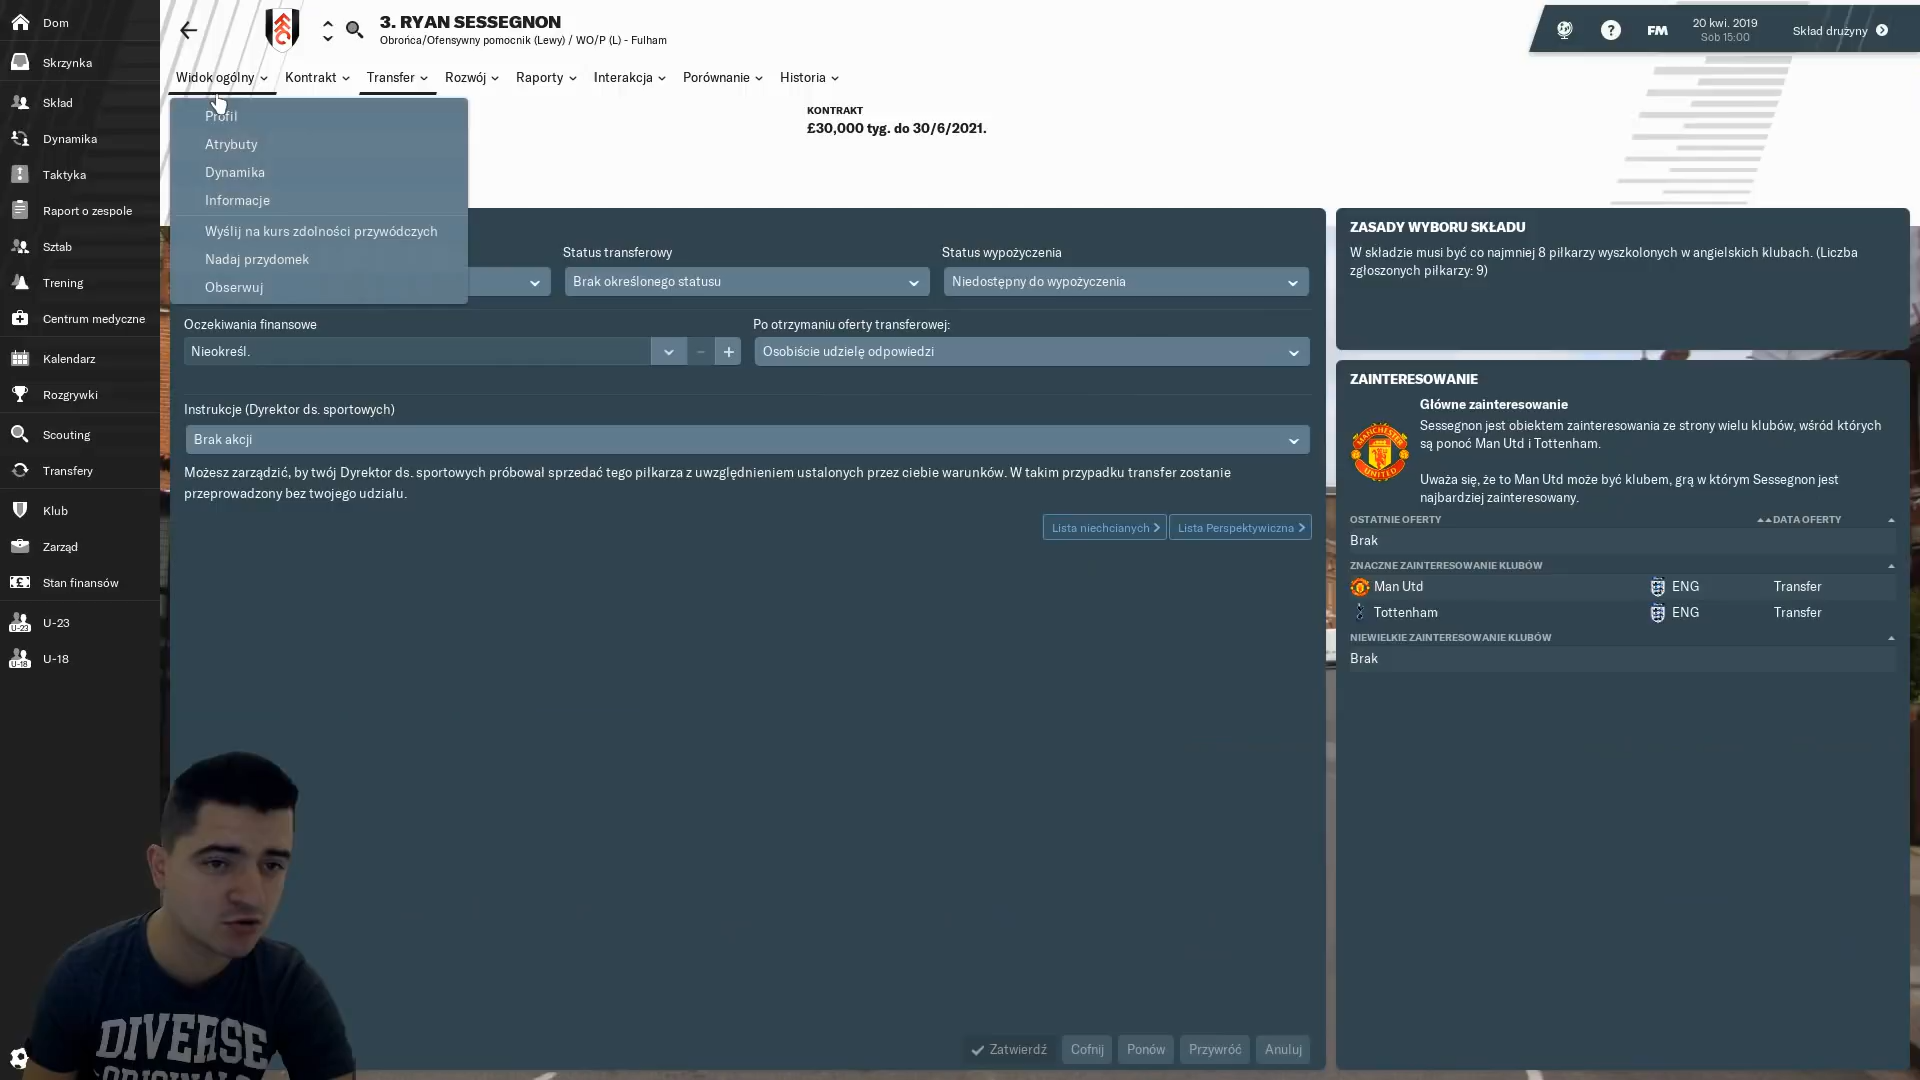 Dom
Skrzynka
Skład
Dynamika
Taktyka
Raport o zespole
Sztab
Trening
Centrum medyczne
Kalendarz
Rozgrywki
Scouting
Transfery
Klub
Zarząd
Stan finansów
U-23
U-23
U-18
U-18
3. RYAN SESSEGNON
Obrońca/Ofensywny pomocnik (Lewy) / WO/P (L) - Fulham
? FM
20 kwi. 2019
Sob 15:00
Skład drużyny
Widok ogólny Kontrakt Transfer Rozwój Raporty Interakcja Porównanie Historia
Profil
Atrybuty
Dynamika
Informacje
Wyślij na kurs zdolności przywódczych
Nadaj przydomek
Obserwuj
KONTRAKT
£30,000 tyg. do 30/6/2021.
Status transferowy
Brak określonego statusu
Status wypożyczenia
Niedostępny do wypożyczenia
Oczekiwania finansowe
Nieokreśl.
Po otrzymaniu oferty transferowej:
Osobiście udzielę odpowiedzi
Instrukcje (Dyrektor ds. sportowych)
Brak akcji
Możesz zarządzić, by twój Dyrektor ds. sportowych próbował sprzedać tego piłkarza z uwzględnieniem ustalonych przez ciebie warunków. W takim przypadku transfer zostanie
przeprowadzony bez twojego udziału.
Lista niechcianych Lista Perspektywiczna
Zatwierdź Cofnij Ponów Przywróć Anuluj
ZASADY WYBORU SKŁADU
W składzie musi być co najmniej 8 piłkarzy wyszkolonych w angielskich klubach. (Liczba
zgłoszonych piłkarzy: 9)
ZAINTERESOWANIE
Główne zainteresowanie
Sessegnon jest obiektem zainteresowania ze strony wielu klubów, wśród których
są ponoć Man Utd i Tottenham.
Uważa się, że to Man Utd może być klubem, grą w którym Sessegnon jest
najbardziej zainteresowany.
OSTATNIE OFERTY DATA OFERTY
Brak
ZNACZNE ZAINTERESOWANIE KLUBÓW
Man Utd ENG Transfer
Tottenham ENG Transfer
NIEWIELKIE ZAINTERESOWANIE KLUBÓW
Brak
DIVERSE
ORIGINALS